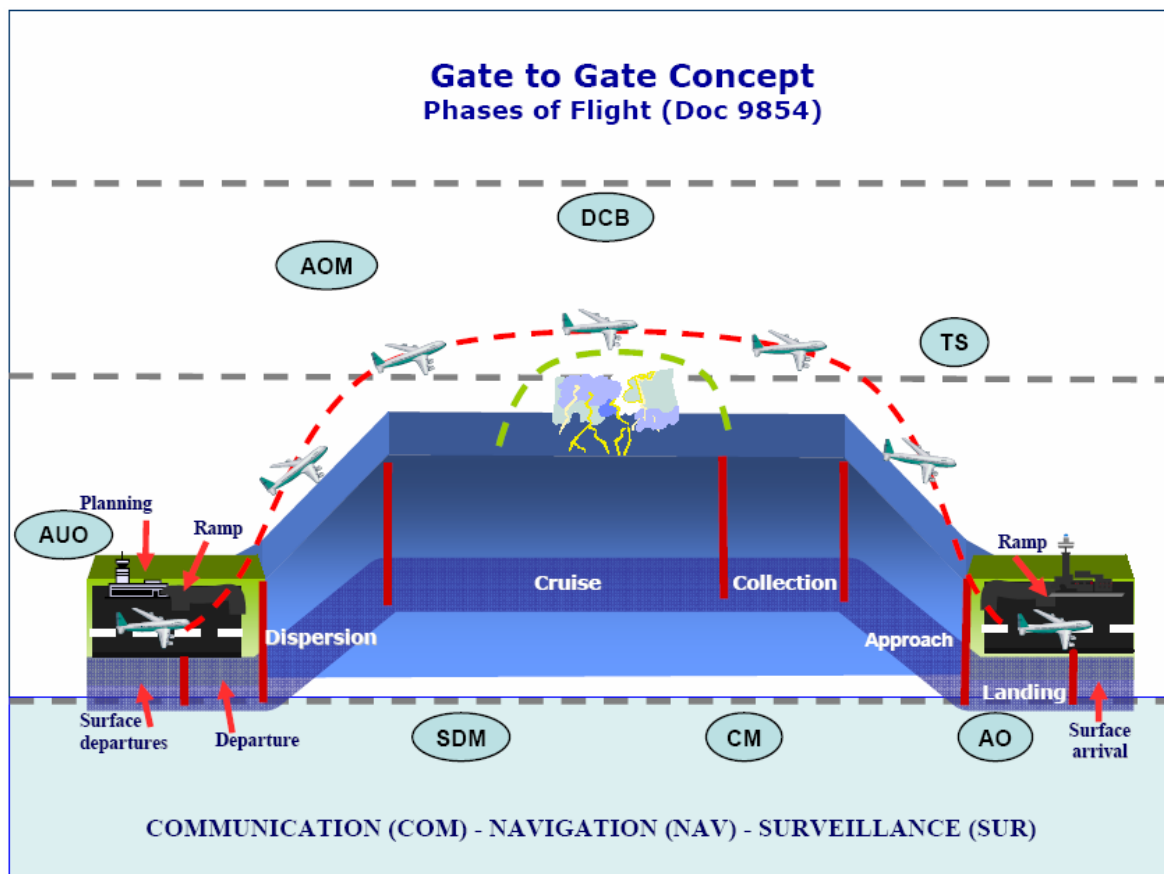 Gate to Gate Concept
Phases of Flight (Doc 9854)
DCB
AOM
TS
Planning
AUO
Ramp
Ramp
Cruise
Collection
Dispersion
Approach
Landing
Surface
departures
Departure
SDM
CM
AO
Surface
arrival
COMMUNICATION (COM) - NAVIGATION (NAV) - SURVEILLANCE (SUR)